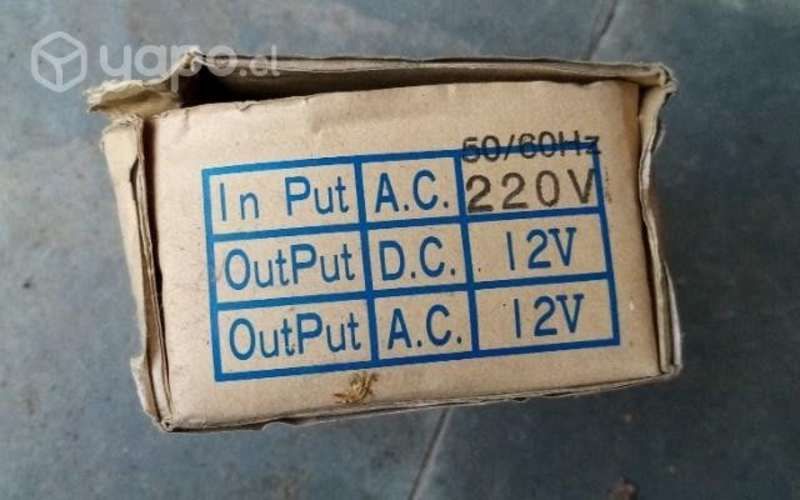 yapo.cl
50/60Hz
In Put A.C. 220V
OutPut D.C. 12V
OutPut A.C. 12V